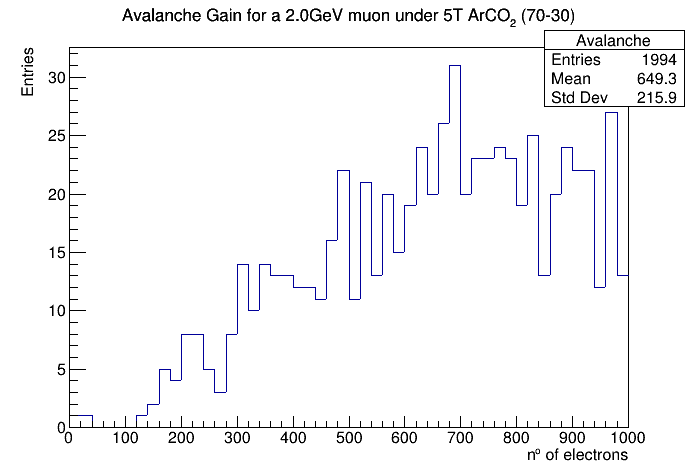 Avalanche Gain for a 2.0GeV muon under 5T ArCO2 (70-30)
Avalanche
Entries 1994
Mean 649.3
Std Dev 215.9
Entries
30
25
20
15
10
5
0
0 100 200 300 400 500 600 700 800 900 1000
nº of electrons